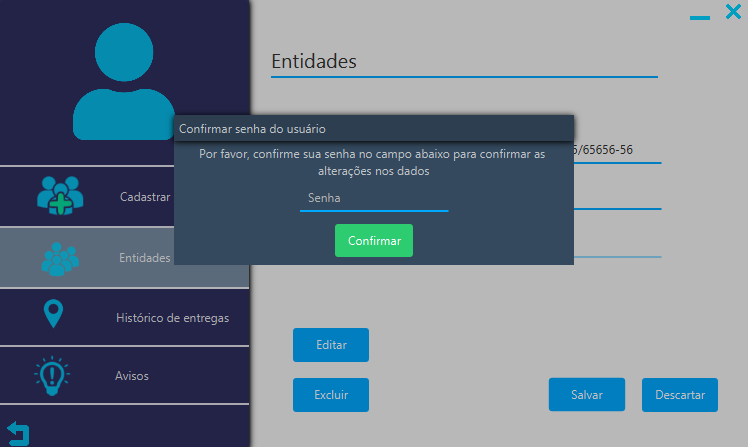 Entidades
Confirmar senha do usuário
Por favor, confirme sua senha no campo abaixo para confirmar as
alterações nos dados
Senha
Confirmar
/65656-56
Cadastrar
Entidades
Histórico de entregas
Avisos
Editar
Excluir
Salvar
Descartar